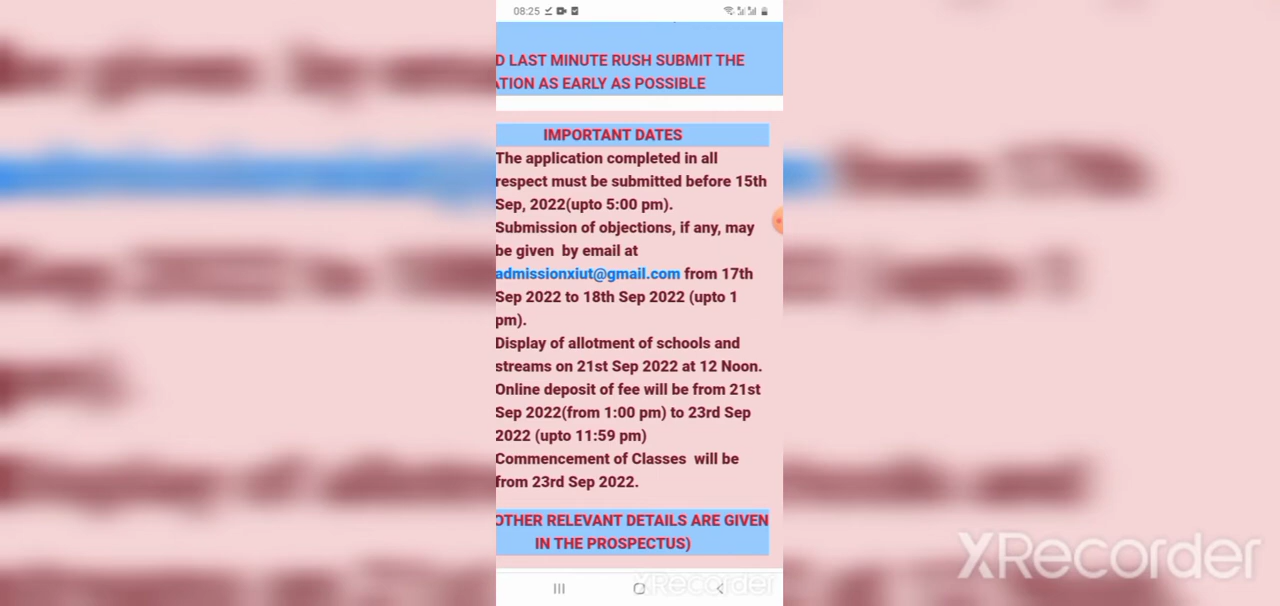 08:25
D LAST MINUTE RUSH SUBMIT THE
ATION AS EARLY AS POSSIBLE
IMPORTANT DATES
The application completed in all
respect must be submitted before 15th
Sep, 2022(upto 5:00 pm).
Submission of objections, if any, may
be given by email at
admissionxiut@gmail.com from 17th
Sep 2022 to 18th Sep 2022 (upto 1
pm).
Display of allotment of schools and
streams on 21st Sep 2022 at 12 Noon.
Online deposit of fee will be from 21st
Sep 2022(from 1:00 pm) to 23rd Sep
2022 (upto 11:59 pm)
Commencement of Classes will be
from 23rd Sep 2022.
OTHER RELEVANT DETAILS ARE GIVEN
IN THE PROSPECTUS)
XRecorder
XRecorder